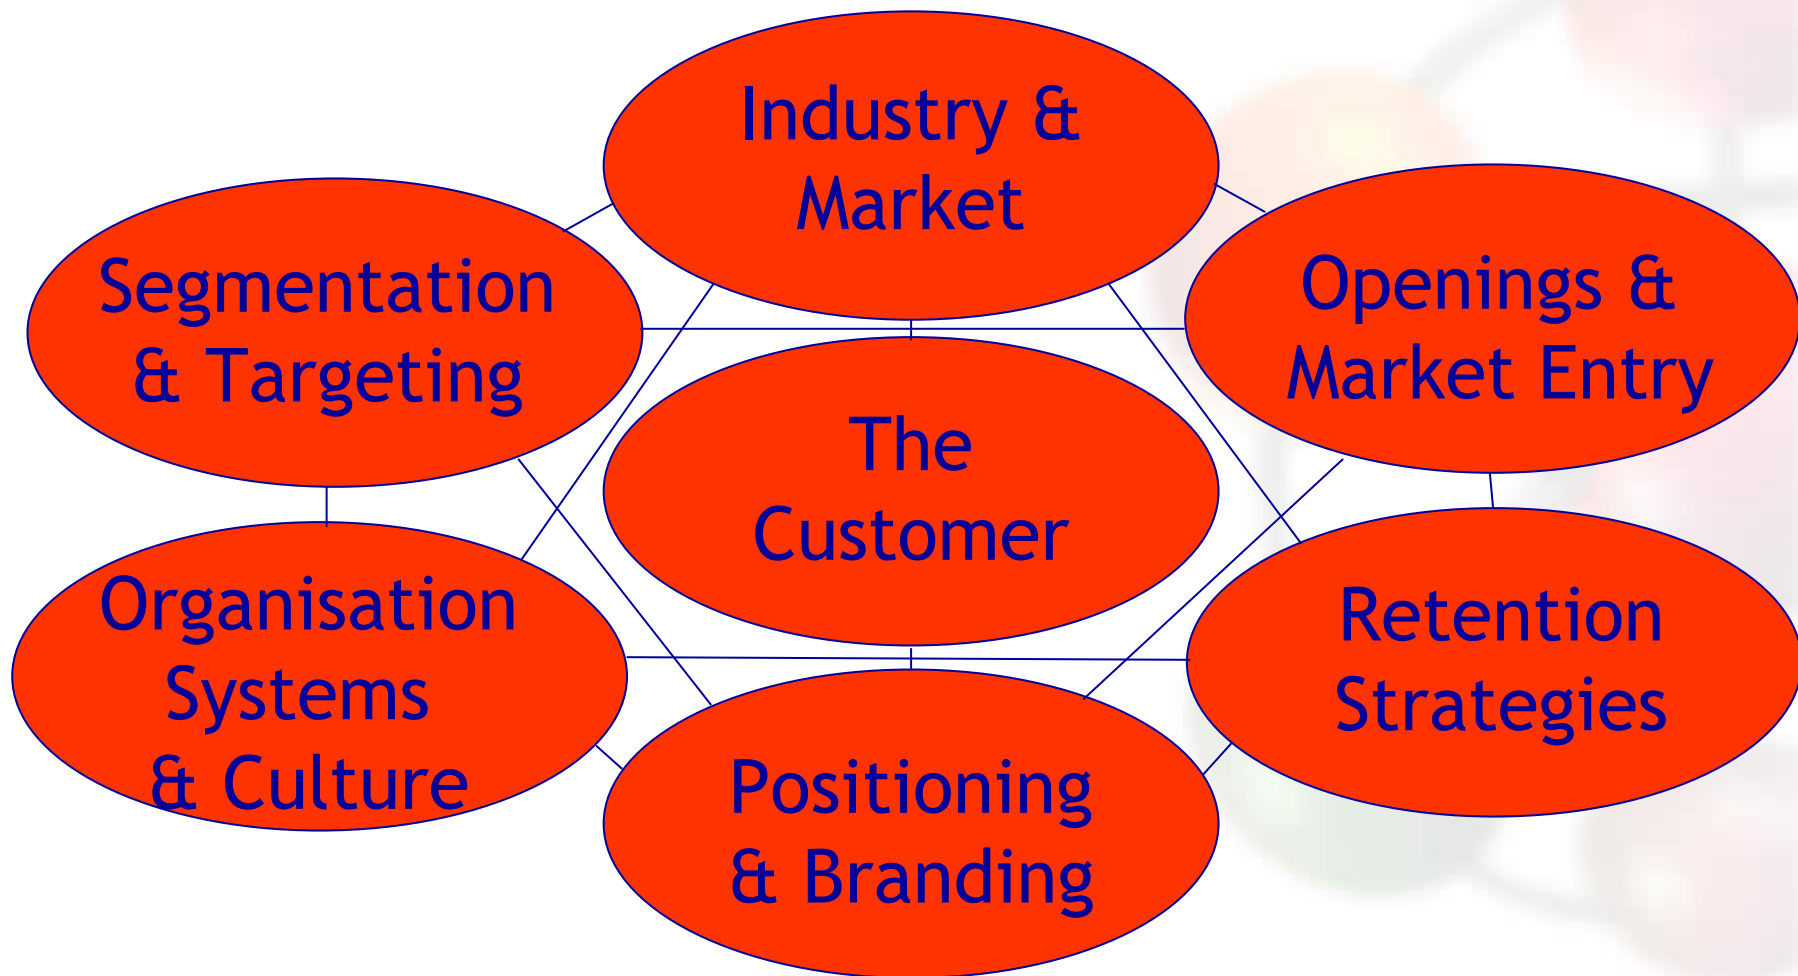 Industry &
Market
Segmentation
& Targeting
Openings &
Market Entry
The
Customer
Organisation
Systems
& Culture
Retention
Strategies
Positioning
& Branding